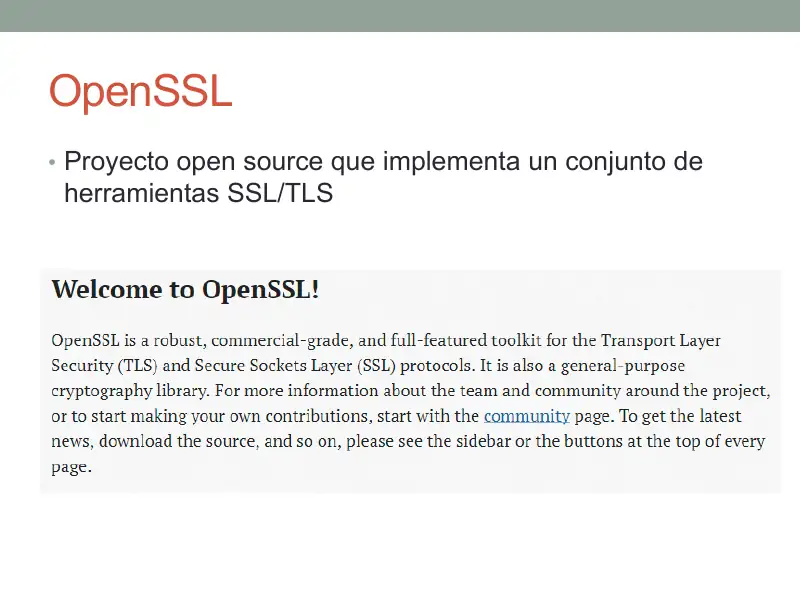 OpenSSL
• Proyecto open source que implementa un conjunto de
herramientas SSL/TLS
Welcome to OpenSSL!
OpenSSL is a robust, commercial-grade, and full-featured toolkit for the Transport Layer
Security (TLS) and Secure Sockets Layer (SSL) protocols. It is also a general-purpose
cryptography library. For more information about the team and community around the project,
or to start making your own contributions, start with the community page. To get the latest
news, download the source, and so on, please see the sidebar or the buttons at the top of every
page.